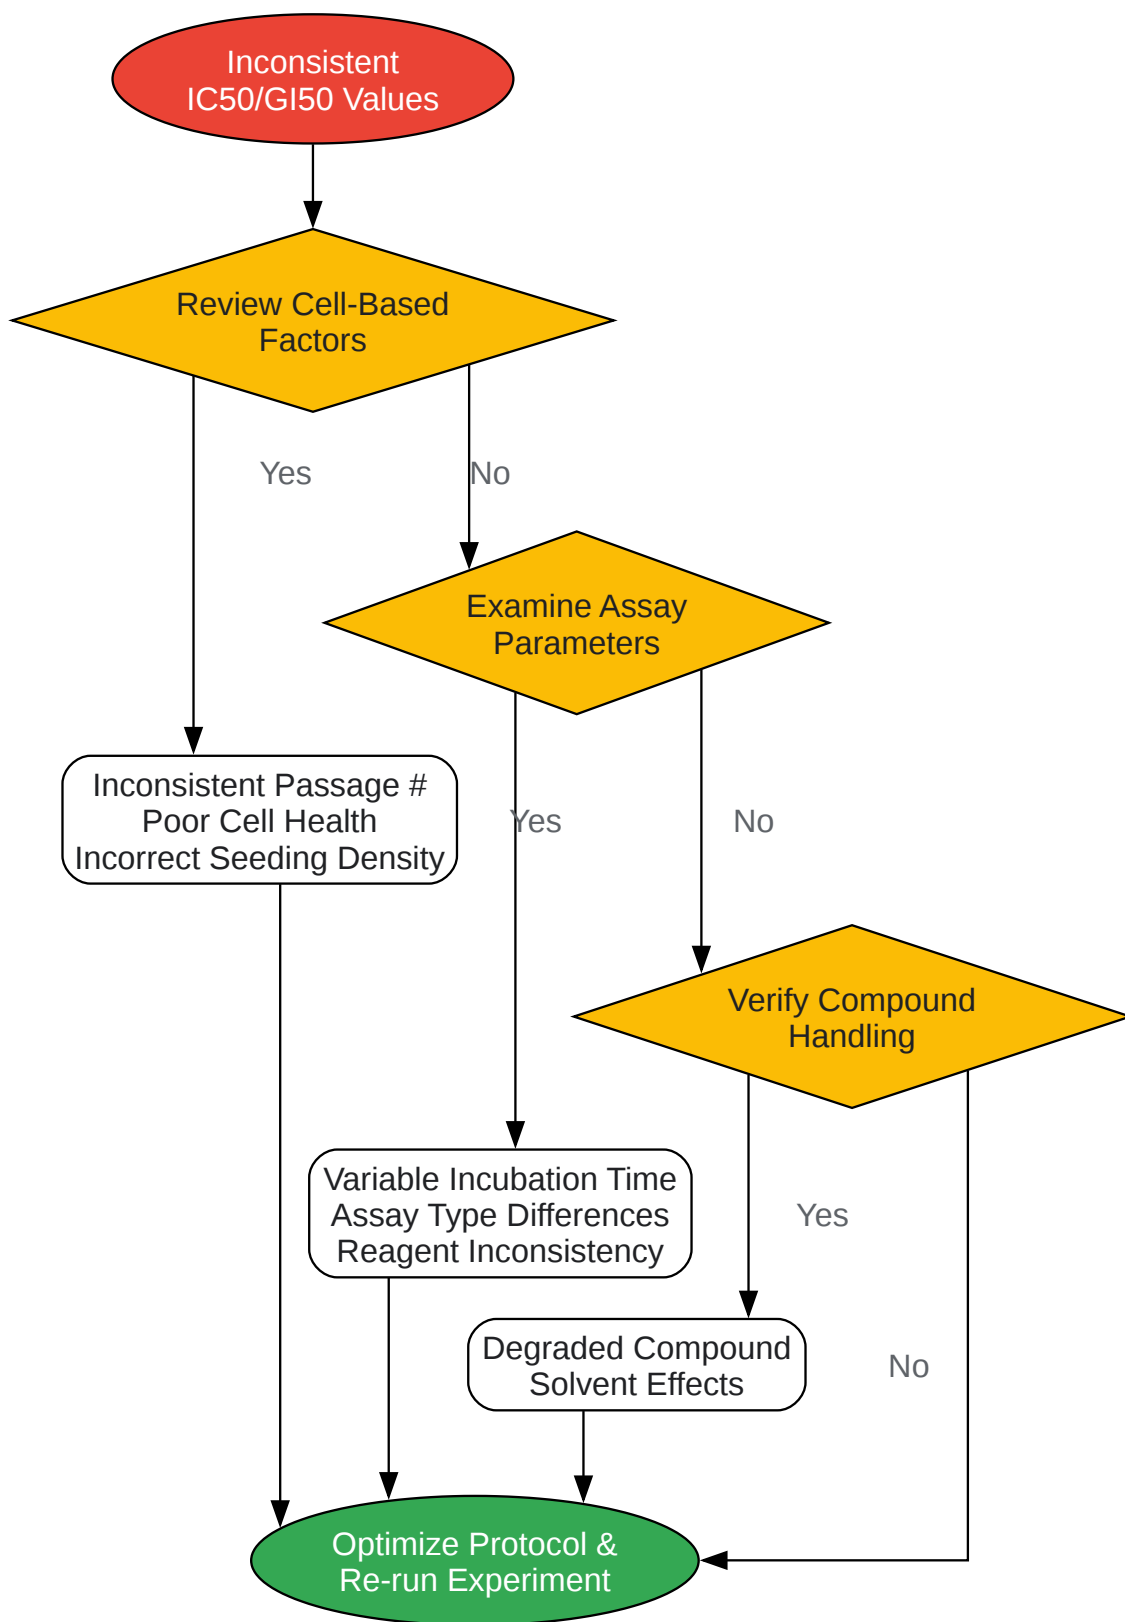 Inconsistent
IC50/GI50 Values
Review Cell-Based
Factors
Yes
No
Examine Assay
Parameters
Inconsistent Passage #
Poor Cell Health
Incorrect Seeding Density
Yes
No
Verify Compound
Handling
Variable Incubation Time
Assay Type Differences
Reagent Inconsistency
Yes
Degraded Compound
Solvent Effects
No
Optimize Protocol &
Re-run Experiment